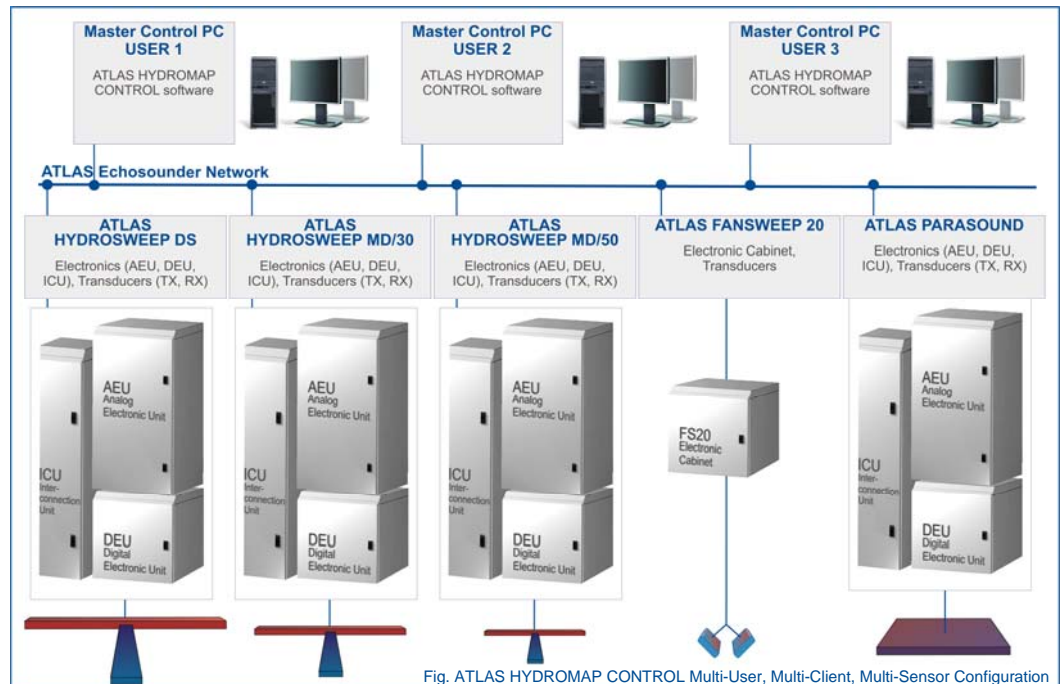 Master Control PC
USER 1
ATLAS HYDROMAP
CONTROL software
Master Control PC
USER 2
ATLAS HYDROMAP
CONTROL software
Master Control PC
USER 3
ATLAS HYDROMAP
CONTROL software
ATLAS Echosounder Network
ATLAS
HYDROSWEEP DS
Electronics (AEU, DEU,
ICU), Transducers (TX, RX)
ATLAS
HYDROSWEEP MD/30
Electronics (AEU, DEU,
ICU), Transducers (TX, RX)
ATLAS
HYDROSWEEP MD/50
Electronics (AEU, DEU,
ICU), Transducers (TX, RX)
ATLAS FANSWEEP 20
Electronic Cabinet,
Transducers
ATLAS PARASOUND
Electronics (AEU, DEU,
ICU), Transducers (TX, RX)
AEU
Analog
Electronic Unit
ICU
Inter-
connection
Unit
DEU
Digital
Electronic Unit
AEU
Analog
Electronic Unit
ICU
Inter-
connection
Unit
DEU
Digital
Electronic Unit
AEU
Analog
Electronic Unit
ICU
Inter-
connection
Unit
DEU
Digital
Electronic Unit
FS20
Electronic
Cabinet
AEU
Analog
Electronic Unit
ICU
Inter-
connection
Unit
DEU
Digital
Electronic Unit
Fig. ATLAS HYDROMAP CONTROL Multi-User, Multi-Client, Multi-Sensor Configuration